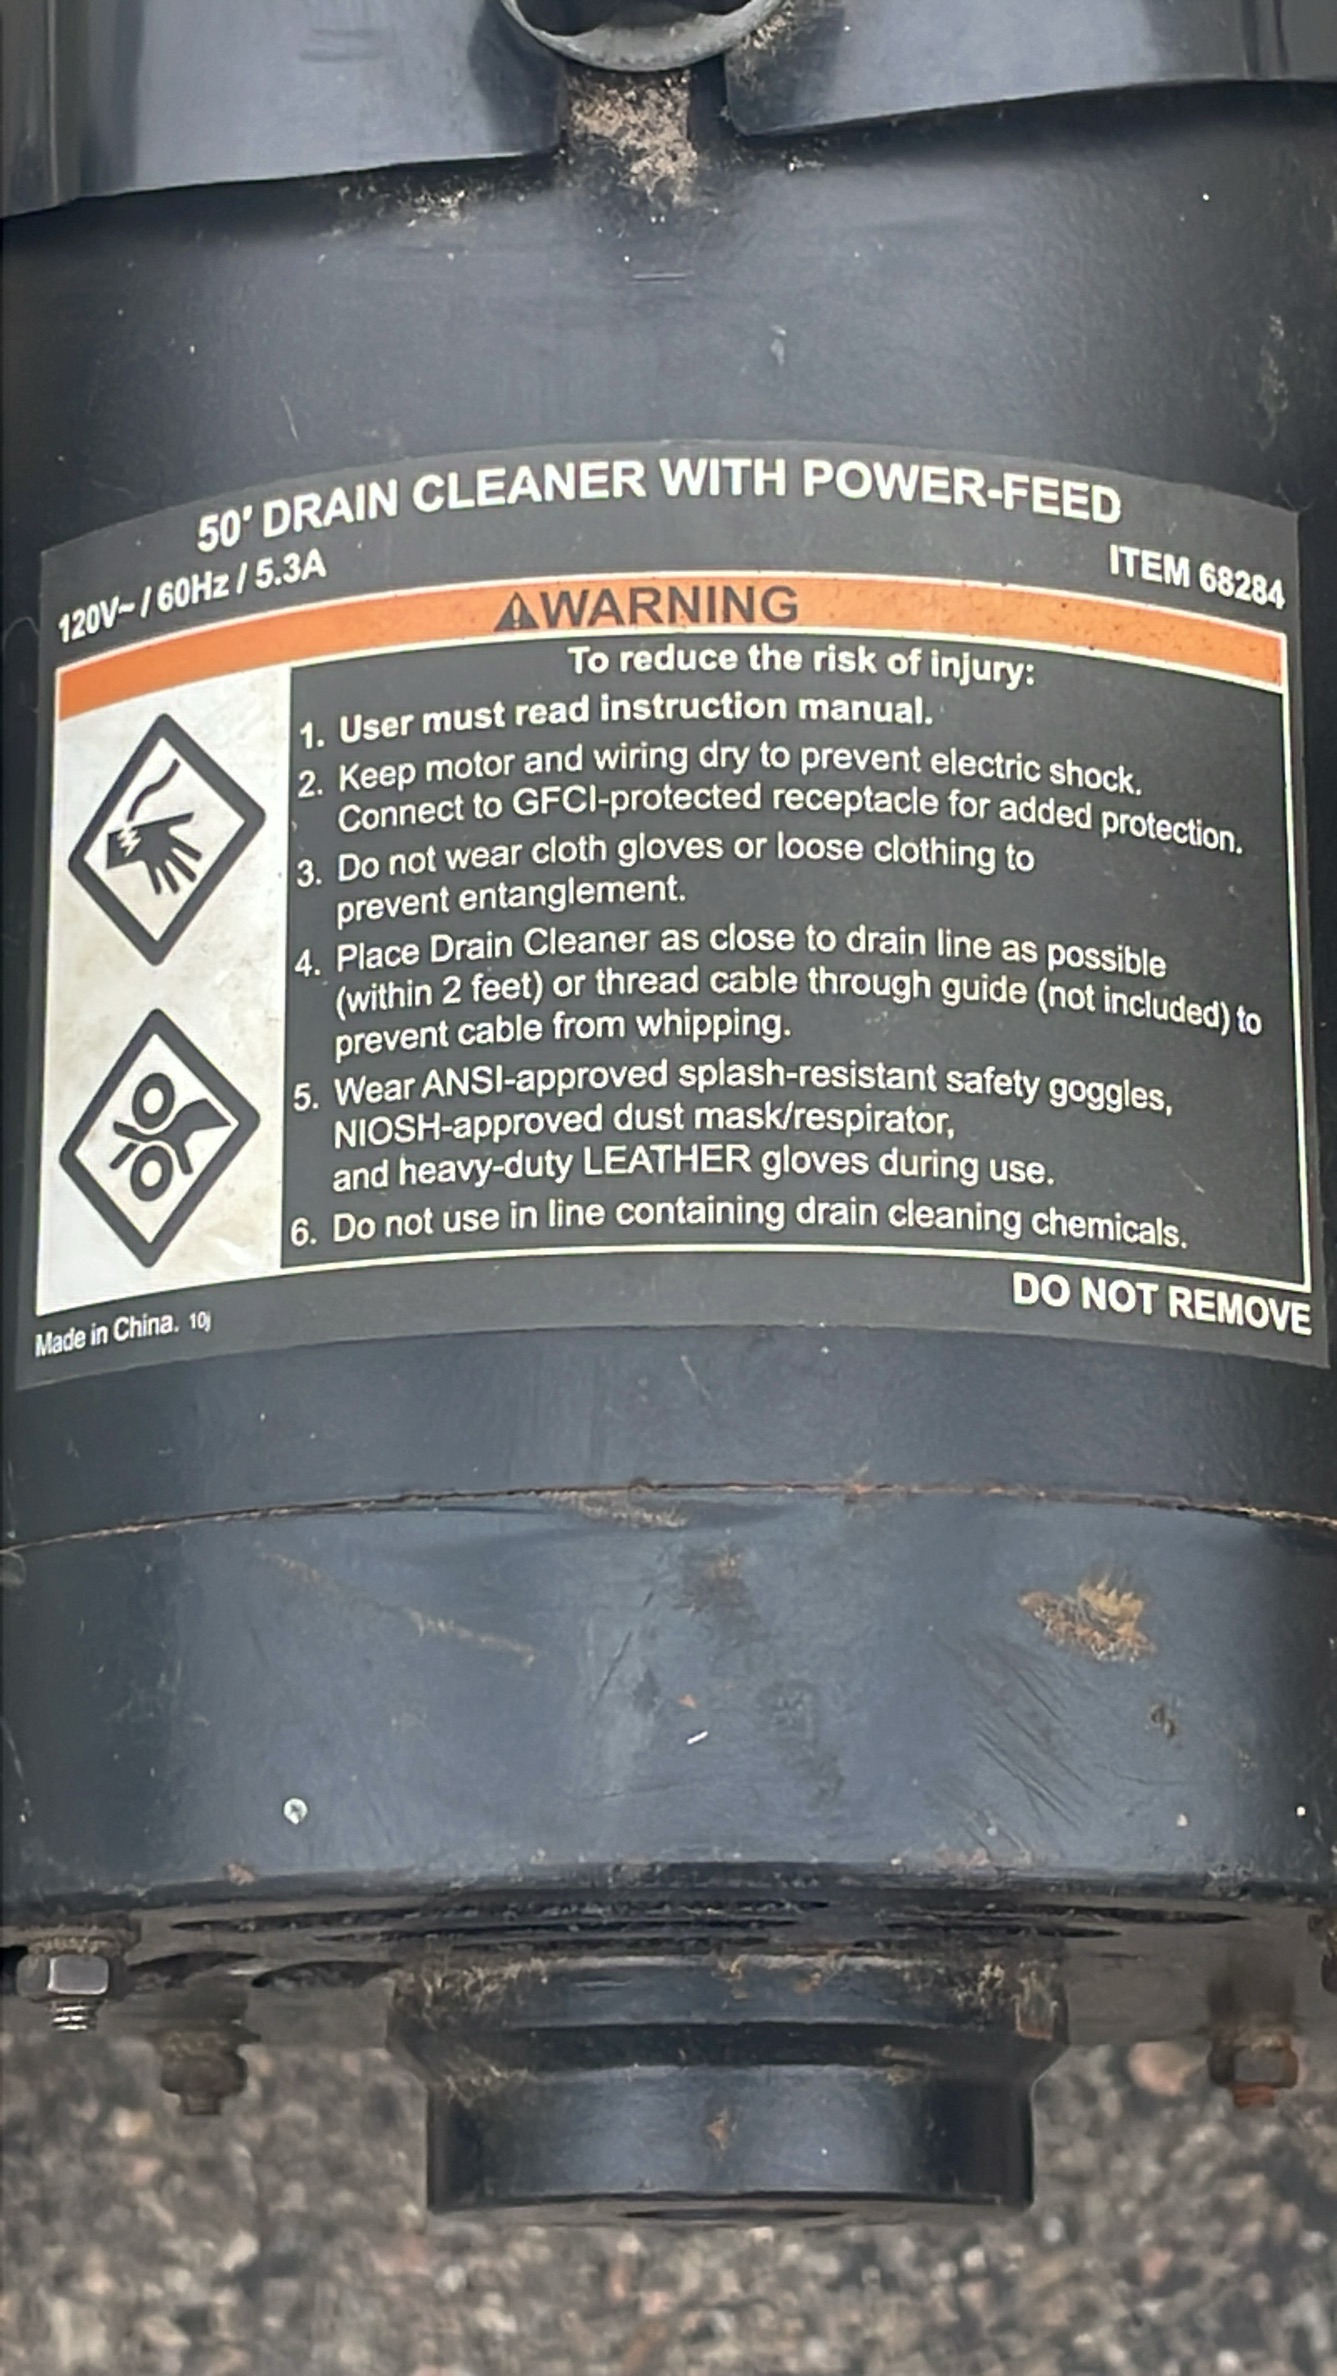 50' DRAIN CLEANER WITH POWER-FEED
120V~ / 60Hz / 5.3A
ITEM 68284
⚠WARNING
To reduce the risk of injury:
1. User must read instruction manual.
2. Keep motor and wiring dry to prevent electric shock.
Connect to GFCI-protected receptacle for added protection.
3. Do not wear cloth gloves or loose clothing to
prevent entanglement.
4. Place Drain Cleaner as close to drain line as possible
(within 2 feet) or thread cable through guide (not included) to
prevent cable from whipping.
5. Wear ANSI-approved splash-resistant safety goggles,
NIOSH-approved dust mask/respirator,
and heavy-duty LEATHER gloves during use.
6. Do not use in line containing drain cleaning chemicals.
DO NOT REMOVE
Made in China. 10j